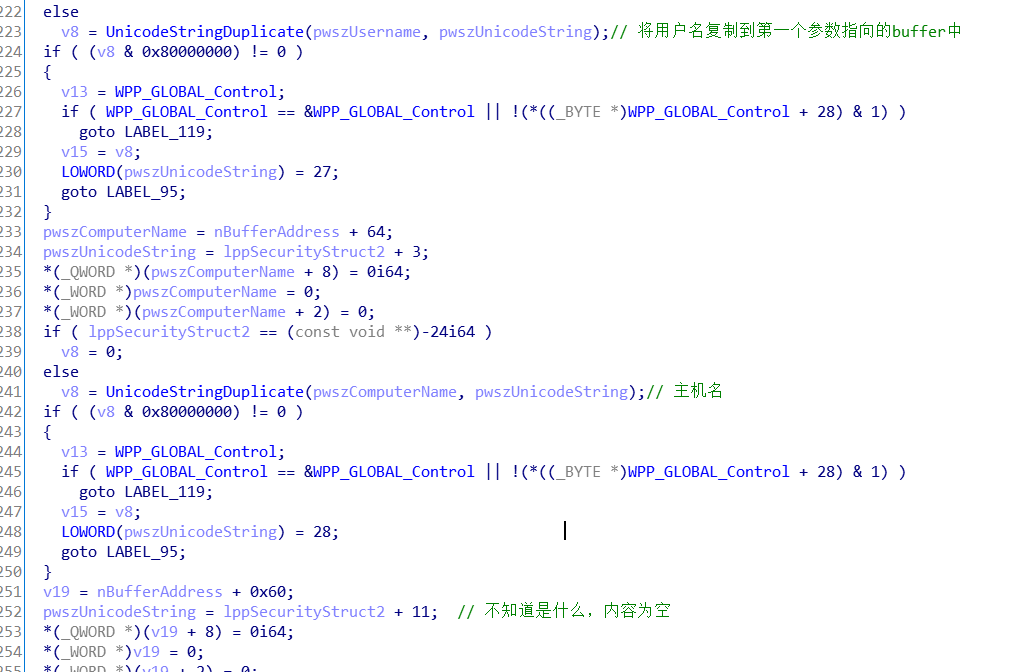 222 else
223 v8 = UnicodeStringDuplicate(pwszUsername, pwszUnicodeString);// 将用户名复制到第一个参数指向的buffer中
224 if ( (v8 & 0x80000000) != 0 )
225 {
226 v13 = WPP_GLOBAL_Control;
227 if ( WPP_GLOBAL_Control == &WPP_GLOBAL_Control || !(*((_BYTE *)WPP_GLOBAL_Control + 28) & 1) )
228 goto LABEL_119;
229 v15 = v8;
230 LOWORD(pwszUnicodeString) = 27;
231 goto LABEL_95;
232 }
233 pwszComputerName = nBufferAddress + 64;
234 pwszUnicodeString = lppSecurityStruct2 + 3;
235 *(_QWORD *)(pwszComputerName + 8) = 0i64;
236 *(_WORD *)pwszComputerName = 0;
237 *(_WORD *)(pwszComputerName + 2) = 0;
238 if ( lppSecurityStruct2 == (const void **)-24i64 )
239 v8 = 0;
240 else
241 v8 = UnicodeStringDuplicate(pwszComputerName, pwszUnicodeString);// 主机名
242 if ( (v8 & 0x80000000) != 0 )
243 {
244 v13 = WPP_GLOBAL_Control;
245 if ( WPP_GLOBAL_Control == &WPP_GLOBAL_Control || !(*((_BYTE *)WPP_GLOBAL_Control + 28) & 1) )
246 goto LABEL_119;
247 v15 = v8;
248 LOWORD(pwszUnicodeString) = 28;
249 goto LABEL_95;
250 }
251 v19 = nBufferAddress + 0x60;
252 pwszUnicodeString = lppSecurityStruct2 + 11; // 不知道是什么，内容为空
253 *(_QWORD *)(v19 + 8) = 0i64;
254 *(_WORD *)v19 = 0;
255 *(_WORD *)(v19 + 2) = 0;